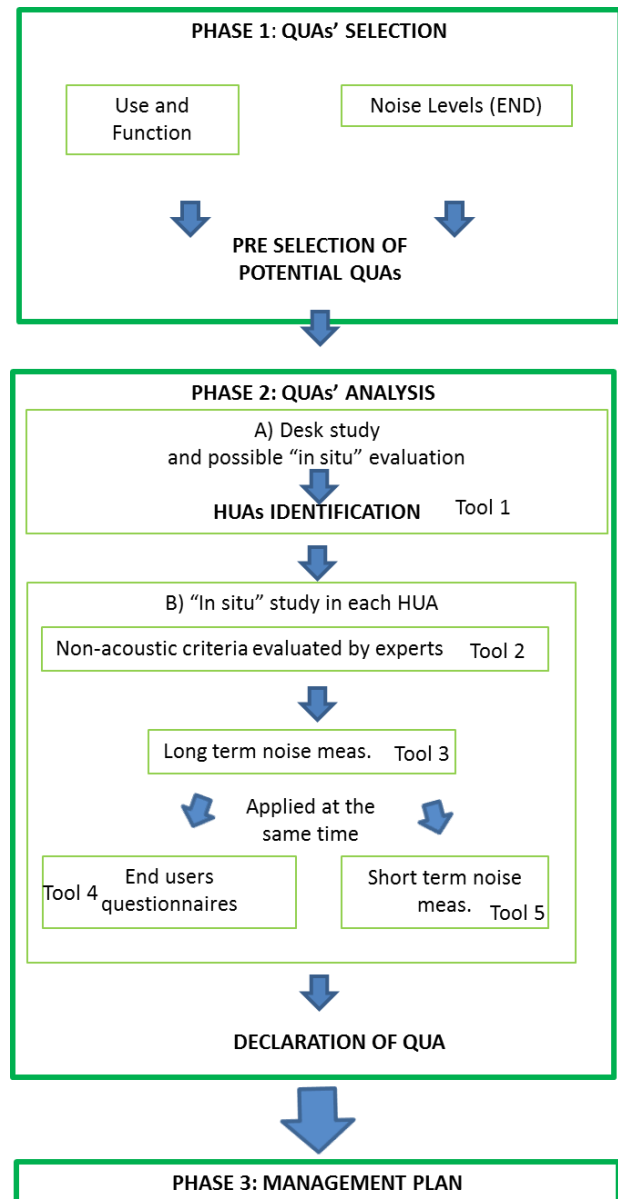 PHASE 1: QUAs' SELECTION
Use and
Function
Noise Levels (END)
PRE SELECTION OF
POTENTIAL QUAs
PHASE 2: QUAs' ANALYSIS
A) Desk study
and possible “in situ” evaluation
HUAs IDENTIFICATION
Tool 1
B) “In situ” study in each HUA
Non-acoustic criteria evaluated by experts
Tool 2
Long term noise meas.
Tool 3
Applied at the
same time
Tool 4
End users
questionnaires
Short term noise
meas.
Tool 5
DECLARATION OF QUA
PHASE 3: MANAGEMENT PLAN